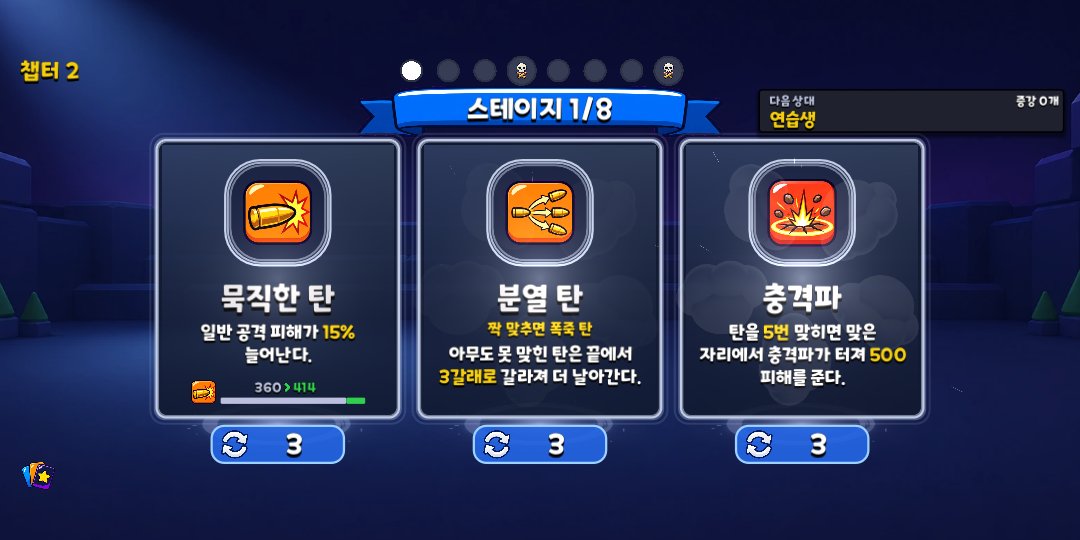 챕터 2
스테이지 1/8
다음 상대
증강 0개
연습생
묵직한 탄
일반 공격 피해가 15%
늘어난다.
360 > 414
3
분열 탄
짝 맞추면 폭죽 탄
아무도 못 맞힌 탄은 끝에서
3갈래로 갈라져 더 날아간다.
3
충격파
탄을 5번 맞히면 맞은
자리에서 충격파가 터져 500
피해를 준다.
3